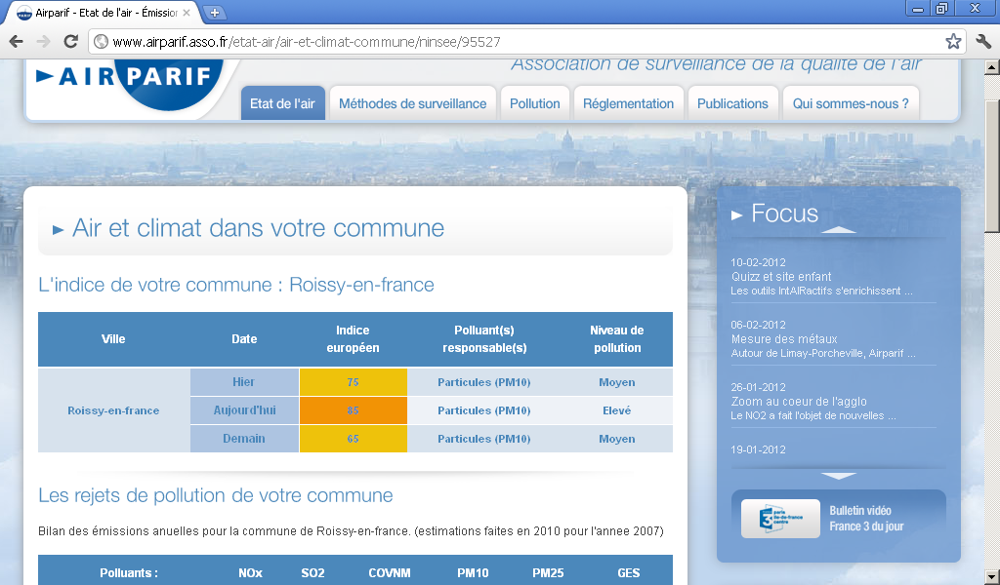 Airparif - Etat de l'air - Émission
www.airparif.asso.fr/etat-air/air-et-climat-commune/ninsee/95527
AIRPARIF
Association de surveillance de la qualité de l'air
Etat de l'air
Méthodes de surveillance
Pollution
Réglementation
Publications
Qui sommes-nous ?
Air et climat dans votre commune
L'indice de votre commune : Roissy-en-france
Ville Date Indice européen Polluant(s) responsable(s) Niveau de pollution
Roissy-en-france
Hier 75 Particules (PM10) Moyen
Aujourd'hui 85 Particules (PM10) Elevé
Demain 65 Particules (PM10) Moyen
Les rejets de pollution de votre commune
Bilan des émissions anuelles pour la commune de Roissy-en-france. (estimations faites en 2010 pour l'annee 2007)
Polluants : NOx SO2 COVNM PM10 PM25 GES
Focus
10-02-2012
Quizz et site enfant
Les outils IntAIRactifs s'enrichissent ...
06-02-2012
Mesure des métaux
Autour de Limay-Porcheville, Airparif ...
26-01-2012
Zoom au coeur de l'agglo
Le NO2 a fait l'objet de nouvelles ...
19-01-2012
3 paris ile-de-france centre
Bulletin vidéo
France 3 du jour